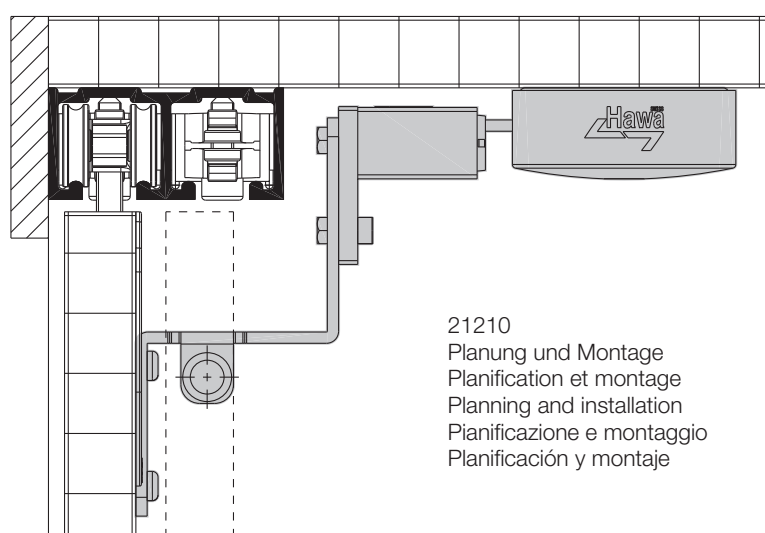 Hawa
21210
Planung und Montage
Planification et montage
Planning and installation
Pianificazione e montaggio
Planificación y montaje